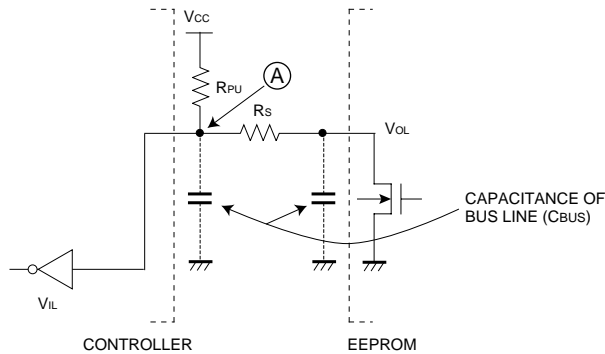 VCC
A
RPU
RS
VOL
CAPACITANCE OF
BUS LINE (CBUS)
VIL
CONTROLLER
EEPROM